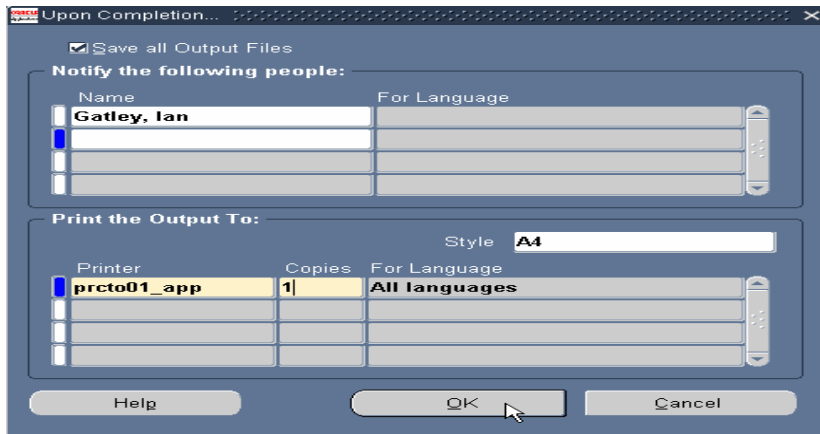 ORACLE Upon Completion...
Save all Output Files
Notify the following people:
Name For Language
Gatley, Ian
Print the Output To:
Style A4
Printer Copies For Language
prcto01_app 1 All languages
Help OK Cancel